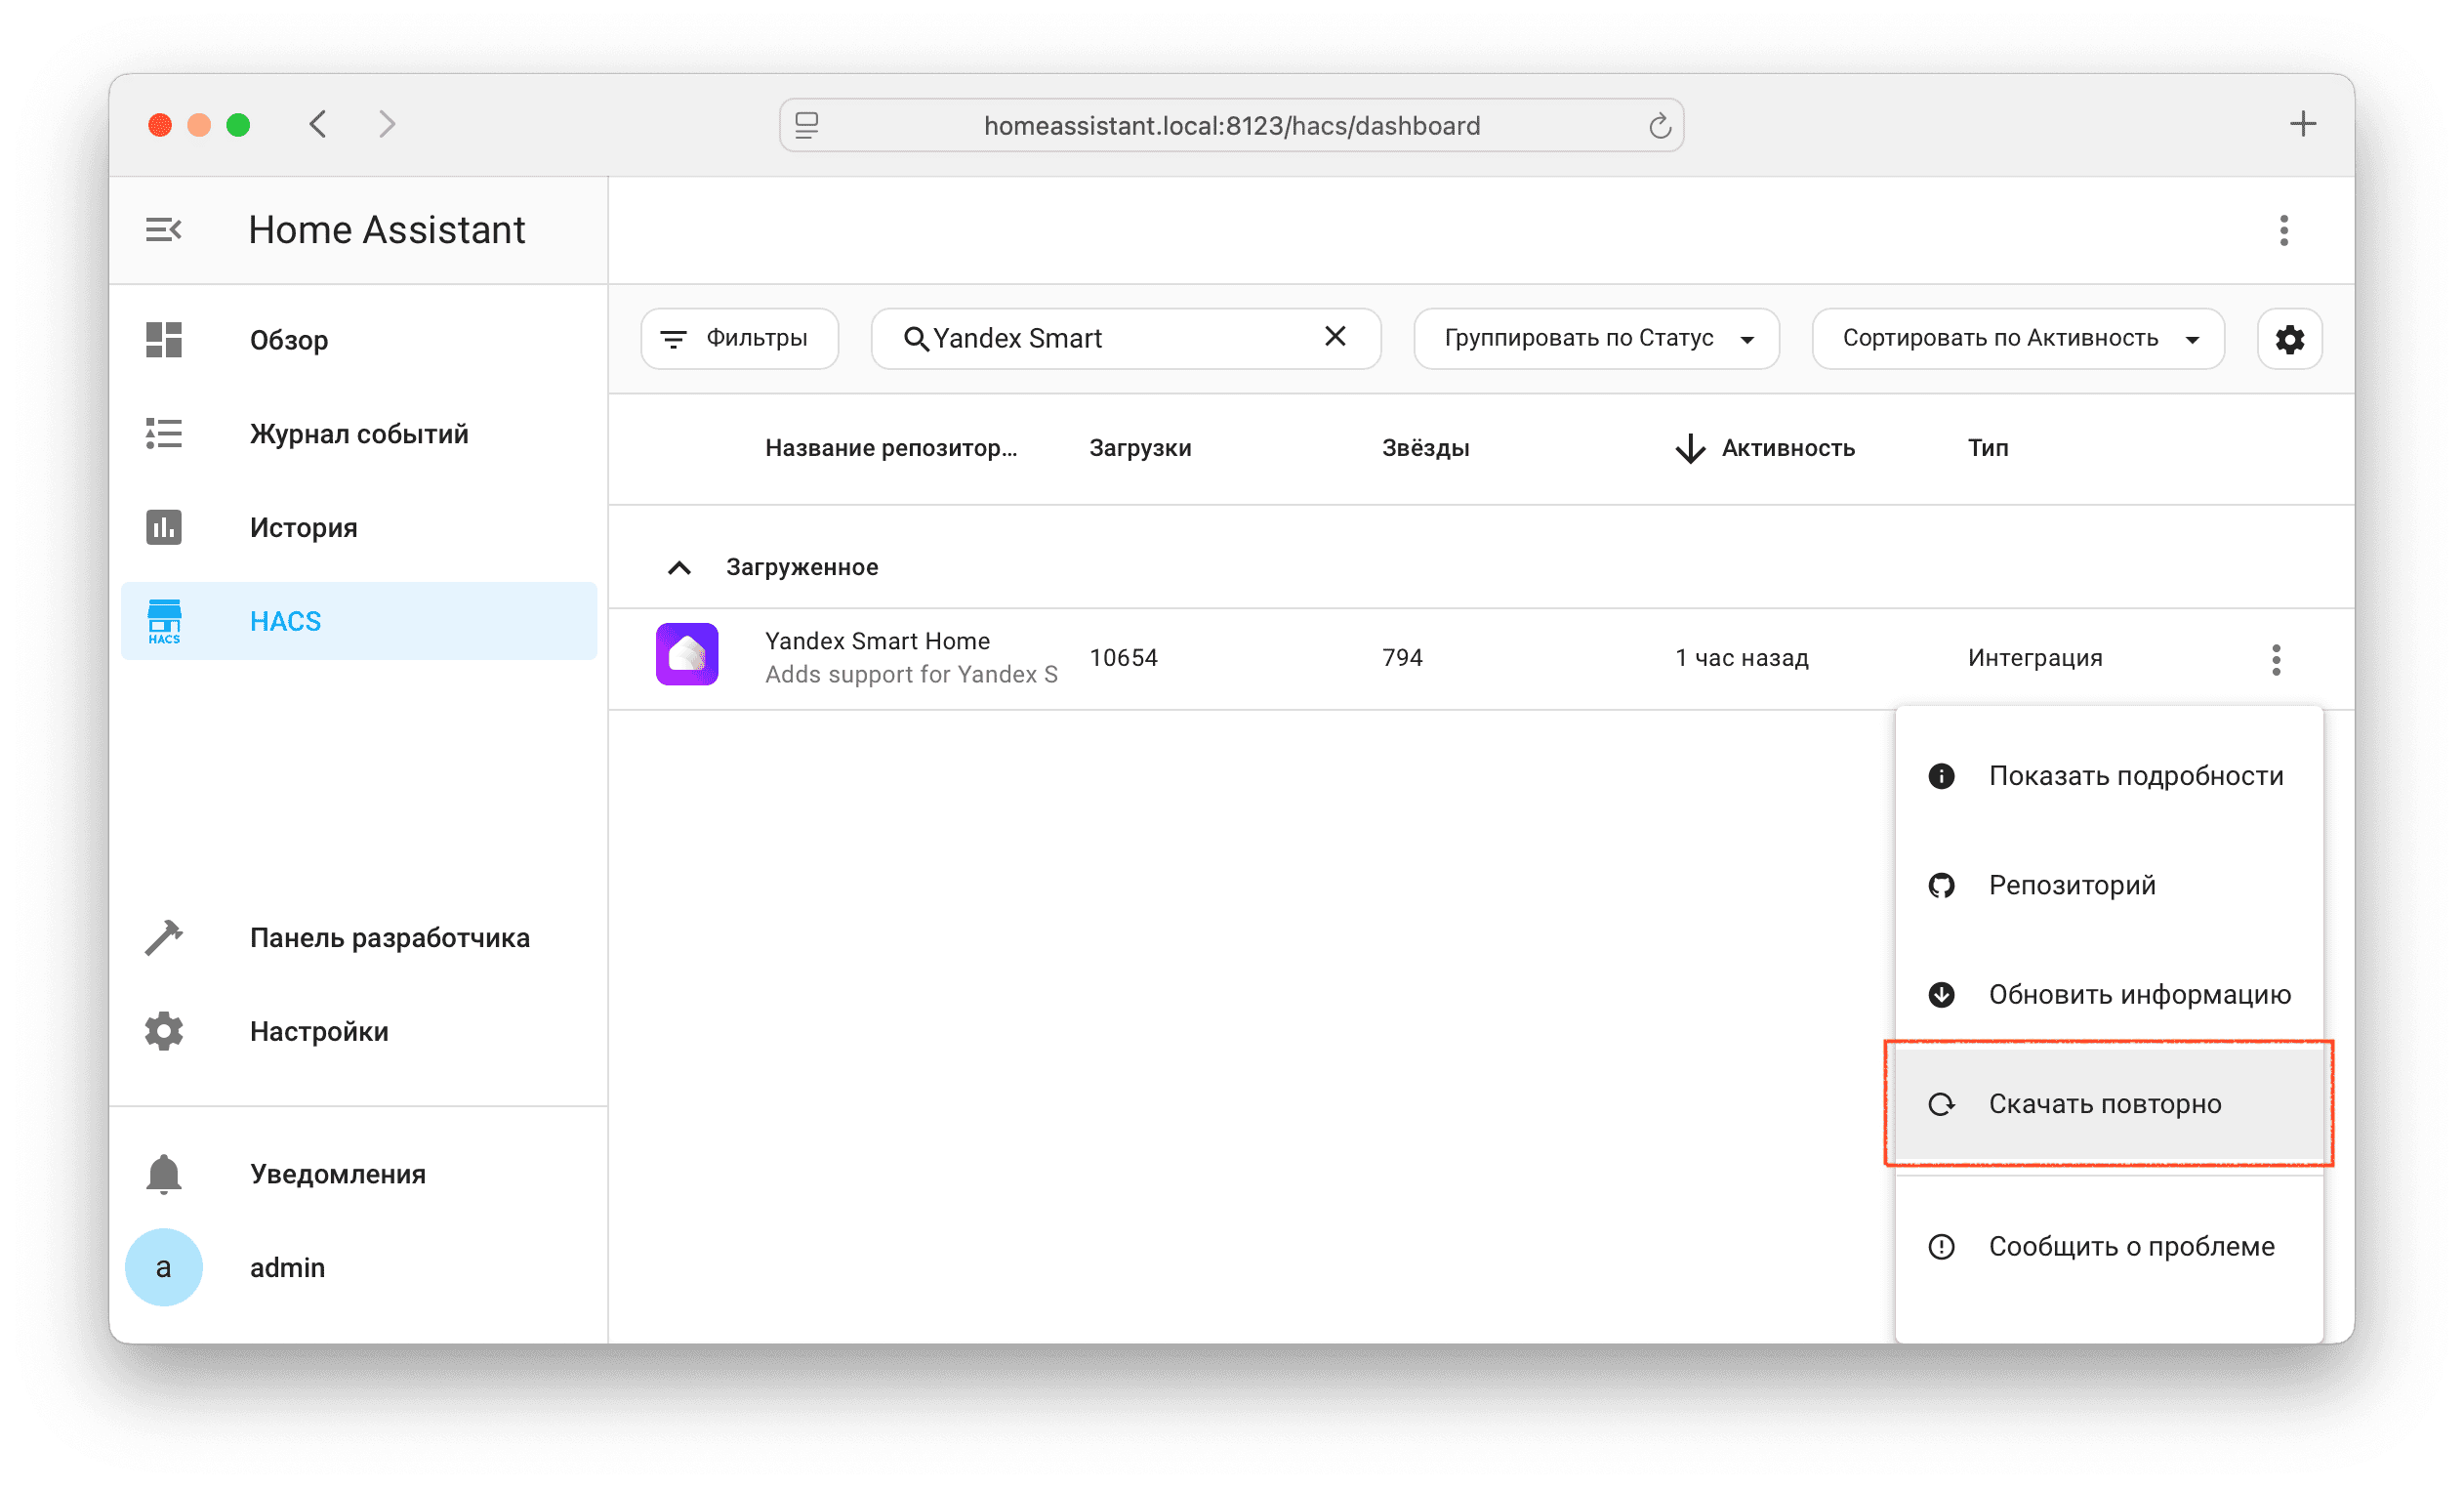 homeassistant.local:8123/hacs/dashboard
Home Assistant
Обзор
Журнал событий
История
HACS
HACS
Панель разработчика
Настройки
Уведомления
a
admin
Фильтры
Yandex Smart
Группировать по Статус
Сортировать по Активность
Название репозитор...
Загрузки
Звёзды
Активность
Тип
Загруженное
Yandex Smart Home
Adds support for Yandex S
10654
794
1 час назад
Интеграция
Показать подробности
Репозиторий
Обновить информацию
Скачать повторно
Сообщить о проблеме